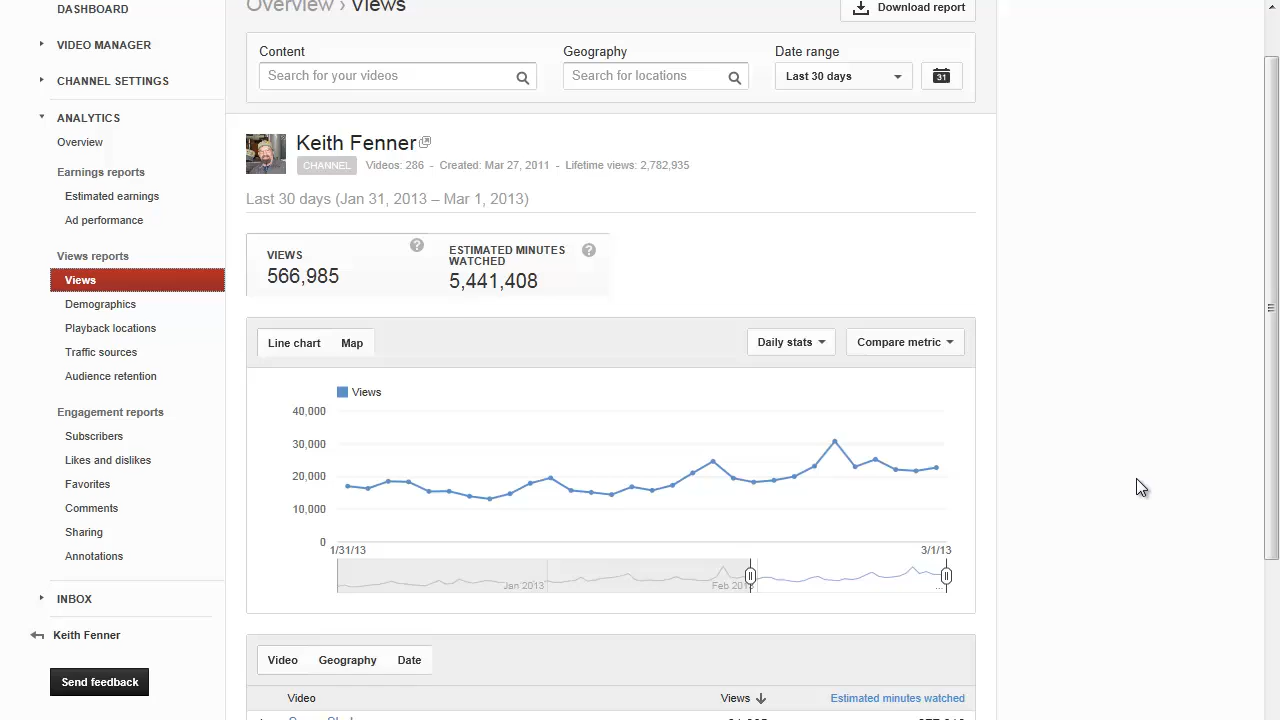 DASHBOARD
VIDEO MANAGER
CHANNEL SETTINGS
ANALYTICS
Overview
Earnings reports
Estimated earnings
Ad performance
Views reports
Views
Demographics
Playback locations
Traffic sources
Audience retention
Engagement reports
Subscribers
Likes and dislikes
Favorites
Comments
Sharing
Annotations
INBOX
Keith Fenner
Send feedback
Overview › Views
Download report
Content
Geography
Date range
Search for your videos
Search for locations
Last 30 days
31
Keith Fenner
CHANNEL Videos: 286 - Created: Mar 27, 2011 - Lifetime views: 2,782,935
Last 30 days (Jan 31, 2013 – Mar 1, 2013)
VIEWS ?
566,985
ESTIMATED MINUTES WATCHED ?
5,441,408
Line chart Map
Daily stats
Compare metric
Views
40,000
30,000
20,000
10,000
0
1/31/13
3/1/13
Jan 2013
Feb 201
...
Video Geography Date
Video Views Estimated minutes watched